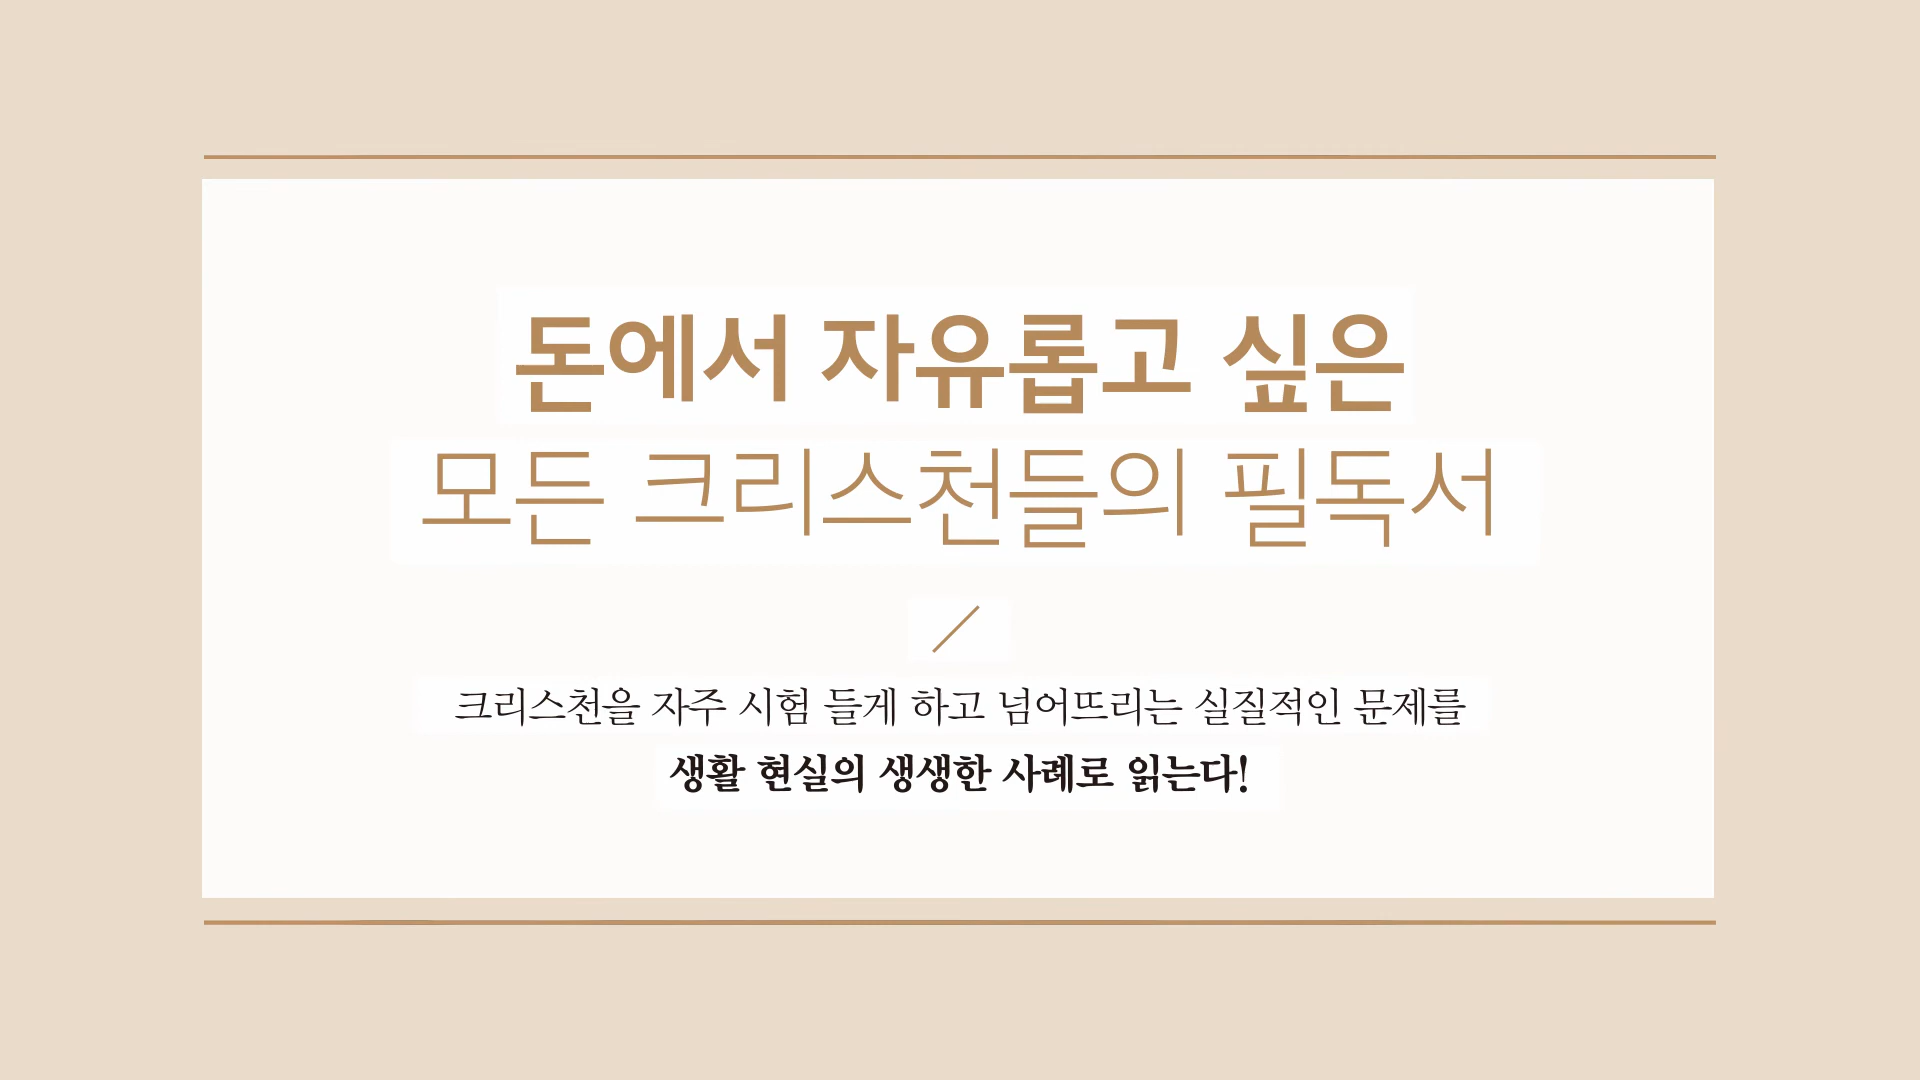 돈에서 자유롭고 싶은
모든 크리스천들의 필독서
/
크리스천을 자주 시험 들게 하고 넘어뜨리는 실질적인 문제를
생활 현실의 생생한 사례로 읽는다!